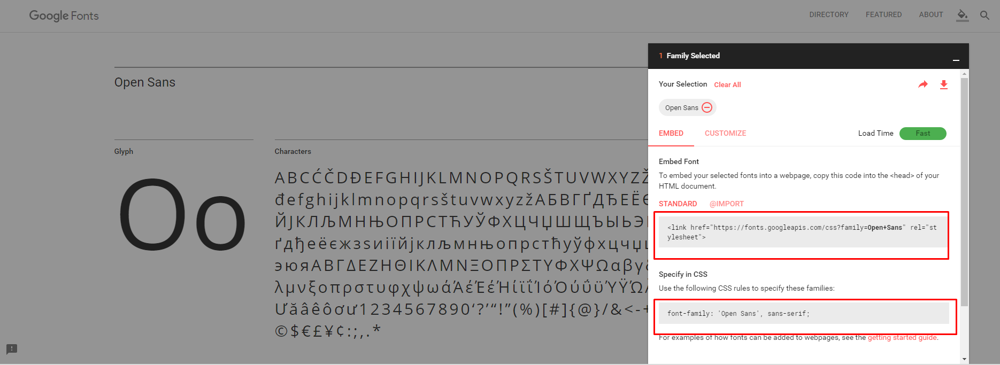 Google Fonts
DIRECTORY
FEATURED
ABOUT
Open Sans
Glyph
Oo
Characters
ABCĆČDĐEFGHIJKLMNOPQRSŠTUVWXYZŽ
đefghijklmnopqrsštuvwxyzžАБВГҐДЂЕЁЄ
ЙЈКЛЉМНЊОПРСТЋУЎФХЦЧЏШЩЪЫЬЭ
ґдђеёєжзѕиіїйјклљмнњопрстћуўфхцчџ
эюяΑΒΓΔΕΖΗΘΙΚΛΜΝΞΟΠΡΣΤΥΦΧΨΩαβγ
λμνξοπρστυφχψωάΆέΈέΉίϊΐΊόΌύΰϋΎΫΏ
Ưăâêôơư1234567890‘?’“!”(%)[#]{@}/&<-+
©$€£¥¢:;,.*
1 Family Selected
Your Selection
Clear All
Open Sans
EMBED
CUSTOMIZE
Load Time
Fast
Embed Font
To embed your selected fonts into a webpage, copy this code into the <head> of your
HTML document.
STANDARD
@IMPORT
<link href="https://fonts.googleapis.com/css?family=Open+Sans" rel="st
ylesheet">
Specify in CSS
Use the following CSS rules to specify these families:
font-family: 'Open Sans', sans-serif;
For examples of how fonts can be added to webpages, see the getting started guide.